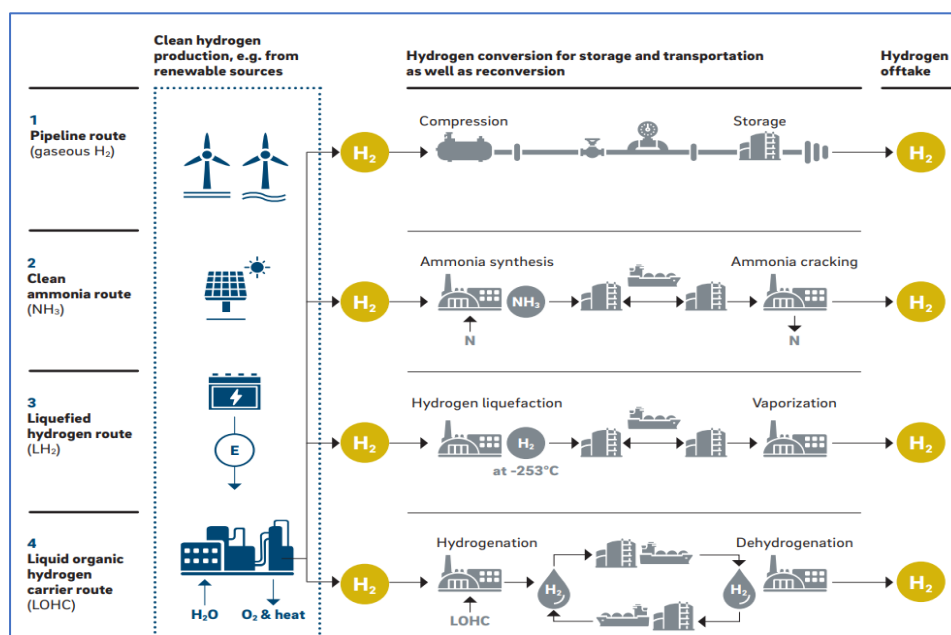 Clean hydrogen
production, e.g. from
renewable sources
Hydrogen conversion for storage and transportation
as well as reconversion
Hydrogen
offtake
1
Pipeline route
(gaseous H₂)
H₂
Compression
Storage
H₂
2
Clean
ammonia route
(NH₃)
H₂
Ammonia synthesis
NH₃
N
Ammonia cracking
N
H₂
3
Liquefied
hydrogen route
(LH₂)
E
H₂
Hydrogen liquefaction
H₂
at -253°C
Vaporization
H₂
4
Liquid organic
hydrogen
carrier route
(LOHC)
H₂O
O₂ & heat
H₂
Hydrogenation
LOHC
H₂
Dehydrogenation
H₂
H₂